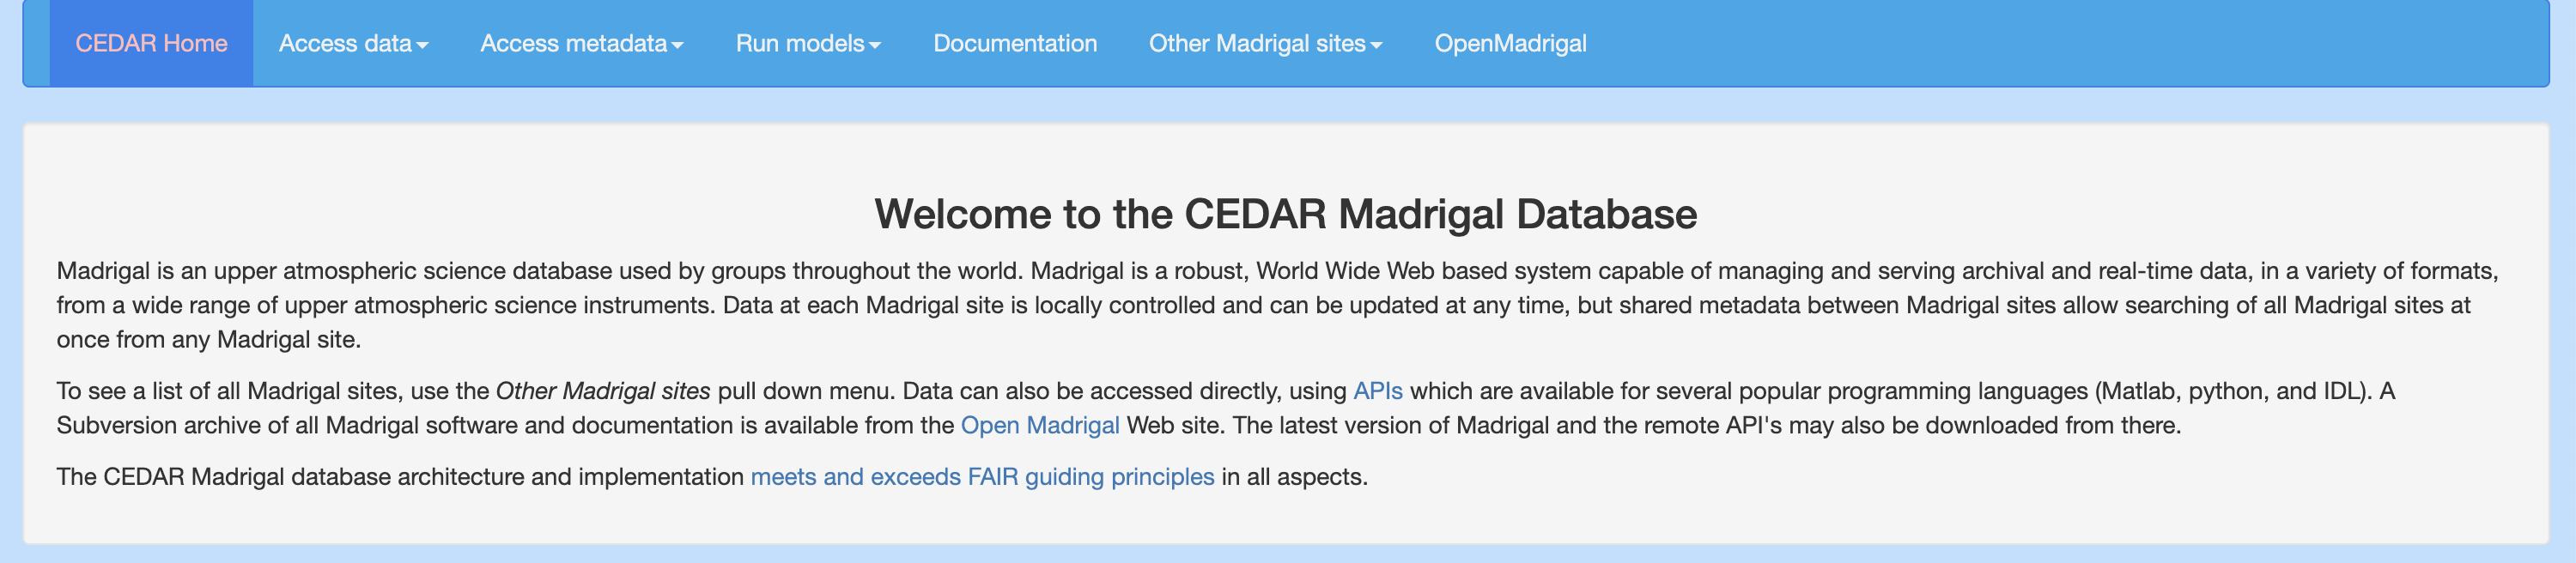 CEDAR Home Access data Access metadata Run models Documentation Other Madrigal sites OpenMadrigal
Welcome to the CEDAR Madrigal Database
Madrigal is an upper atmospheric science database used by groups throughout the world. Madrigal is a robust, World Wide Web based system capable of managing and serving archival and real-time data, in a variety of formats,
from a wide range of upper atmospheric science instruments. Data at each Madrigal site is locally controlled and can be updated at any time, but shared metadata between Madrigal sites allow searching of all Madrigal sites at
once from any Madrigal site.
To see a list of all Madrigal sites, use the Other Madrigal sites pull down menu. Data can also be accessed directly, using APIs which are available for several popular programming languages (Matlab, python, and IDL). A
Subversion archive of all Madrigal software and documentation is available from the Open Madrigal Web site. The latest version of Madrigal and the remote API's may also be downloaded from there.
The CEDAR Madrigal database architecture and implementation meets and exceeds FAIR guiding principles in all aspects.